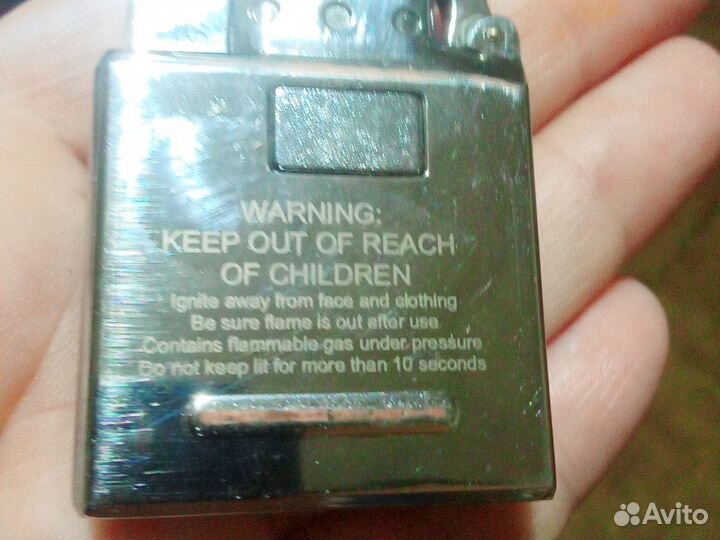 WARNING:
KEEP OUT OF REACH
OF CHILDREN
Ignite away from face and clothing
Be sure flame is out after use
Contains flammable gas under pressure
Do not keep lit for more than 10 seconds
Avito